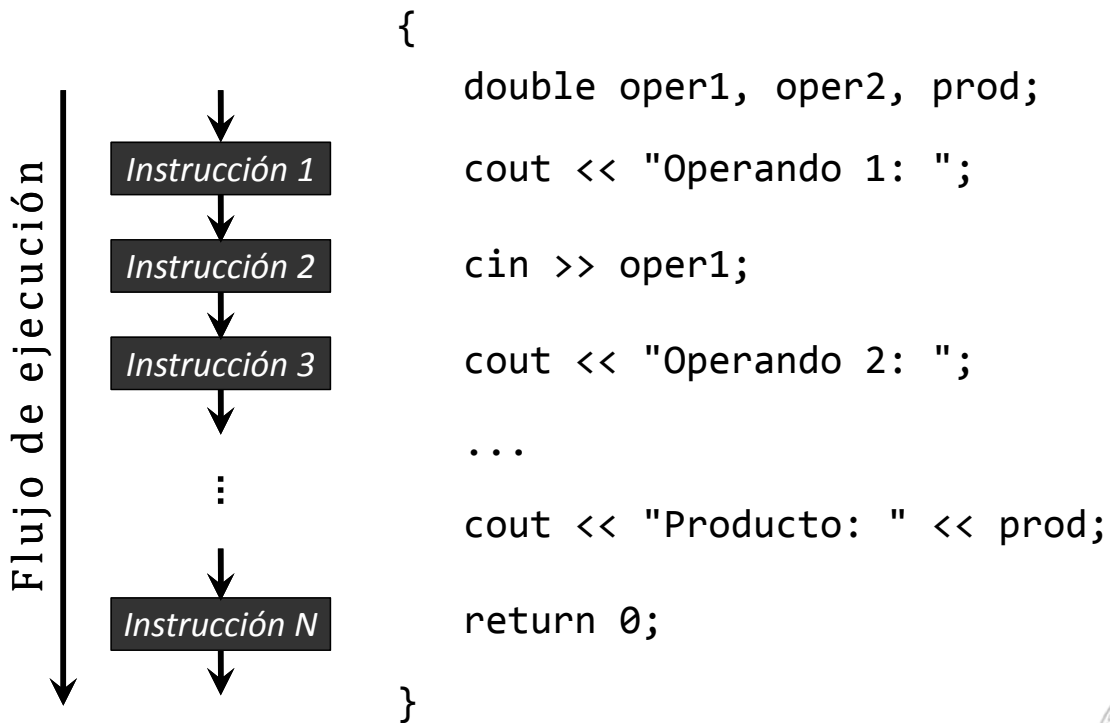 Flujo de ejecución
Instrucción 1
Instrucción 2
Instrucción 3
...
Instrucción N
{
double oper1, oper2, prod;
cout << "Operando 1: ";
cin >> oper1;
cout << "Operando 2: ";
...
cout << "Producto: " << prod;
return 0;
}